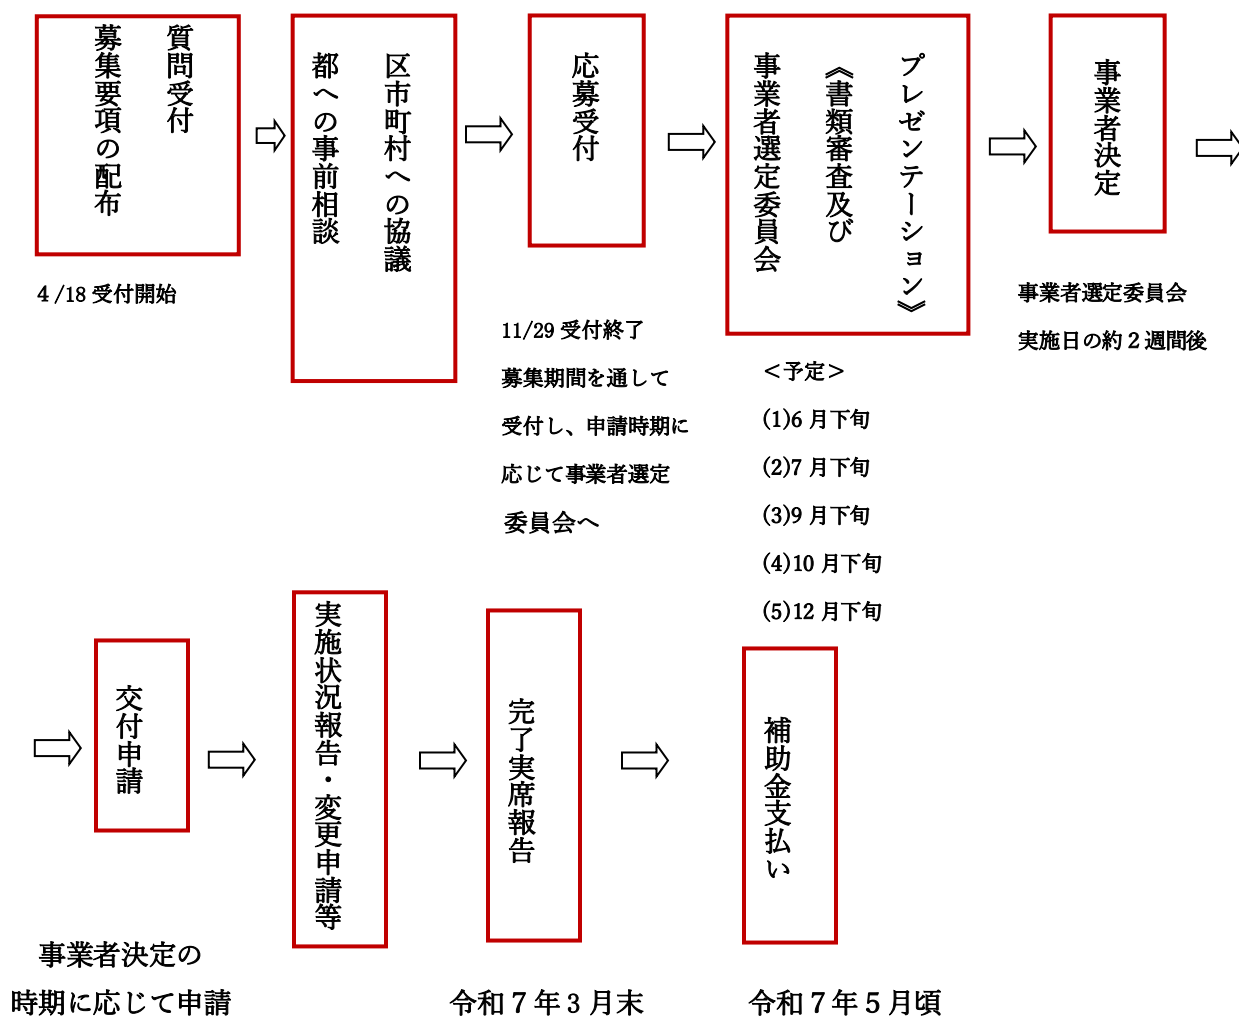 質問受付
募集要項の配布
4/18 受付開始
区市町村への協議
都への事前相談
応募受付
11/29 受付終了
募集期間を通して
受付し、申請時期に
応じて事業者選定
委員会へ
プレゼンテーション》
《書類審査及び
事業者選定委員会
＜予定＞
(1)6 月下旬
(2)7 月下旬
(3)9 月下旬
(4)10 月下旬
(5)12 月下旬
事業者決定
事業者選定委員会
実施日の約２週間後
交付申請
事業者決定の
時期に応じて申請
実施状況報告・変更申請等
完了実席報告
令和７年 3 月末
補助金支払い
令和７年５月頃